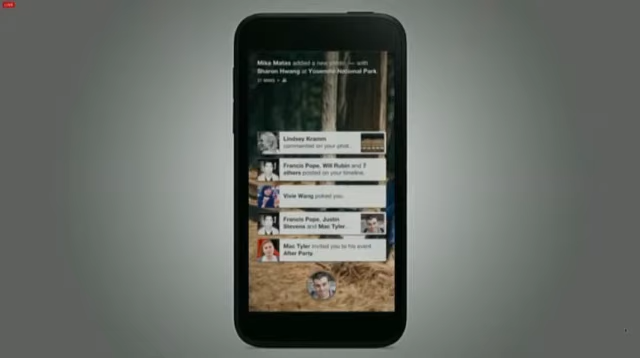 LIVE
Mike Matas added a new photo — with
Sharon Hwang at Yosemite National Park
Lindsey Kramm
commented on your photo.
Francis Pope, Will Rubin and 7
others posted on your timeline.
Vivie Wang poked you.
Francis Pope, Justin
Stevens and Mac Tyler...
Mac Tyler invited you to his event
After Party.